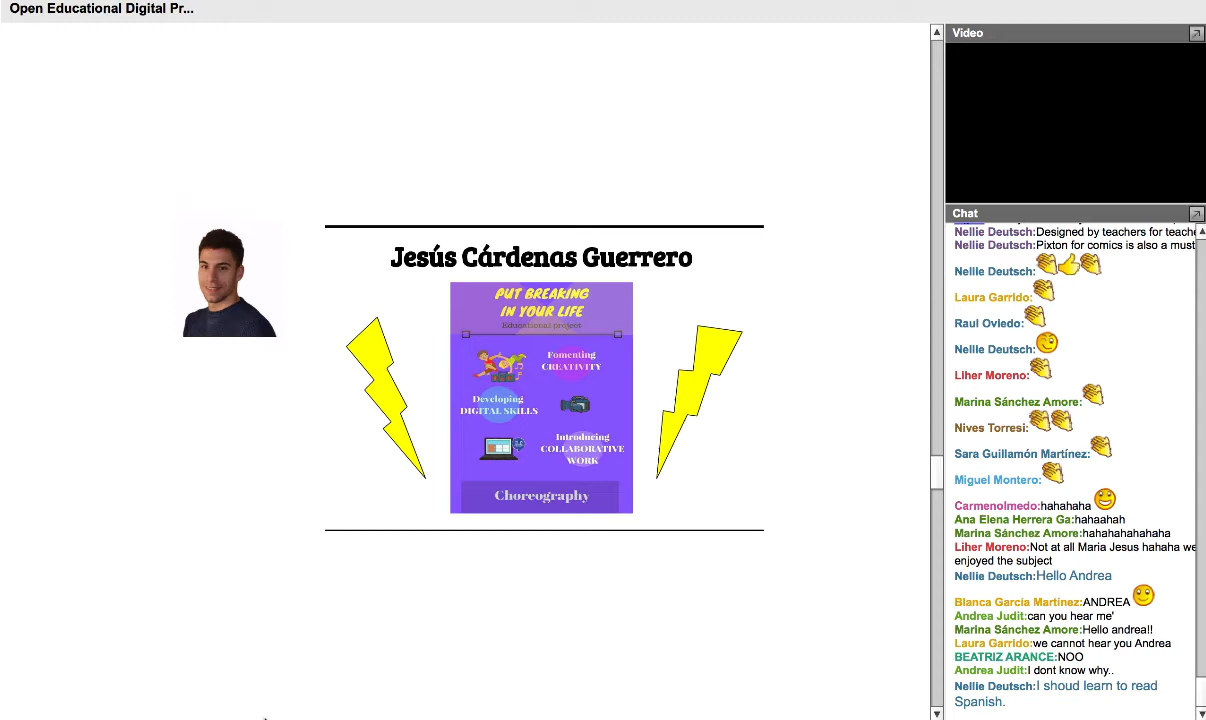 Open Educational Digital Pr...
Jesús Cárdenas Guerrero
PUT BREAKING
IN YOUR LIFE
Educational project
Fomenting
CREATIVITY
Developing
DIGITAL SKILLS
Introducing
COLLABORATIVE
WORK
Choreography
Video
Chat
Nellie Deutsch:Designed by teachers for teache
Nellie Deutsch:Pixton for comics is also a must
Nellie Deutsch:
Laura Garrido:
Raul Oviedo:
Nellie Deutsch:
Liher Moreno:
Marina Sánchez Amore:
Nives Torresi:
Sara Guillamón Martínez:
Miguel Montero:
Carmenolmedo:hahahaha
Ana Elena Herrera Ga:hahaahah
Marina Sánchez Amore:hahahahahahaha
Liher Moreno:Not at all Maria Jesus hahaha we
enjoyed the subject
Nellie Deutsch:Hello Andrea
Blanca García Martínez:ANDREA
Andrea Judit:can you hear me'
Marina Sánchez Amore:Hello andrea!!
Laura Garrido:we cannot hear you Andrea
BEATRIZ ARANCE:NOO
Andrea Judit:I dont know why..
Nellie Deutsch:I shoud learn to read
Spanish.